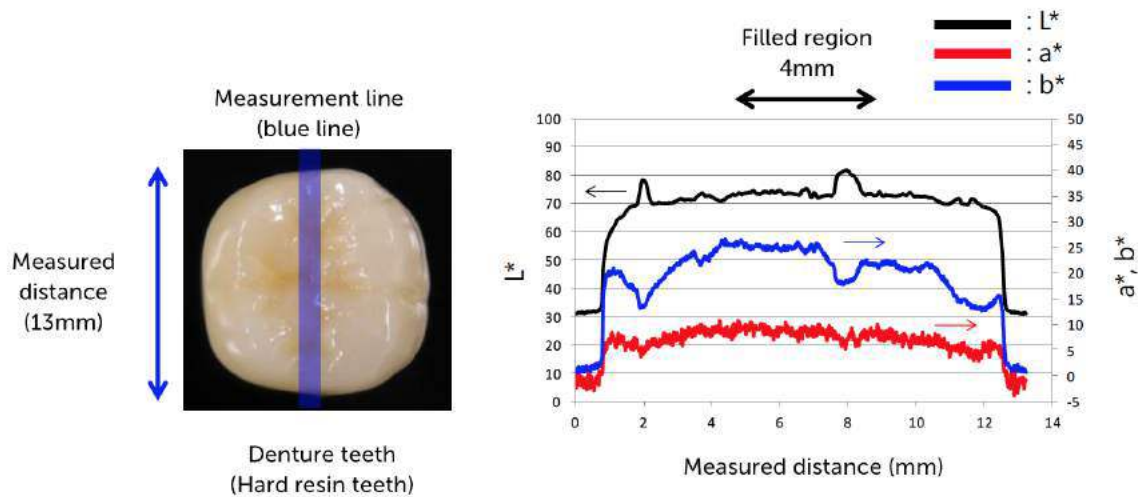 Measurement line
(blue line)
Measured
distance
(13mm)
Denture teeth
(Hard resin teeth)
Filled region
4mm
: L*
: a*
: b*
L*
100
90
80
70
60
50
40
30
20
10
0
50
45
40
35
30
25
20
15
10
5
0
-5
a*, b*
0
2
4
6
8
10
12
14
Measured distance (mm)